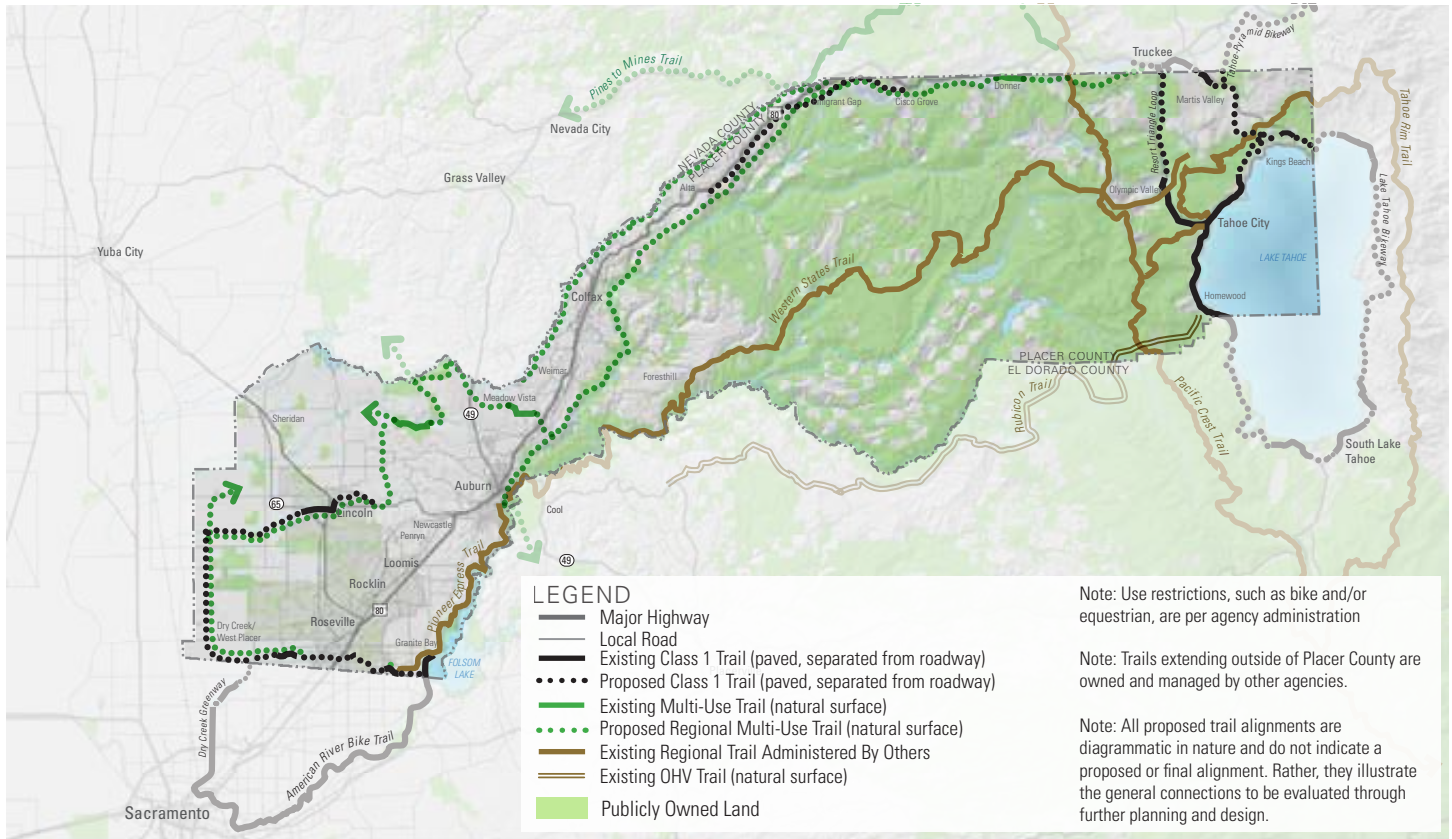 Truckee
Tahoe-Pyramid Bikeway
Pines to Mines Trail
Donner
Emigrant Gap
Cisco Grove
Martis Valley
80
Nevada City
NEVADA COUNTY
PLACER COUNTY
Resort Triangle Loop
Tahoe Rim Trail
Kings Beach
Grass Valley
Alta
Olympic Valle
Lake Tahoe Bikeway
Tahoe City
Yuba City
Western States Trail
LAKE TAHOE
Colfax
Homewood
PLACER COUNTY
EL DORADO COUNTY
Weimar
Foresthill
Rubicon Trail
Pacific Crest Trail
Meadow Vista
49
Sheridan
South Lake
Tahoe
Auburn
65
Lincoln
Cool
Newcastle
Penryn
49
Loomis
Pioneer Express Trail
Rocklin
80
Roseville
Dry Creek/
West Placer
Granite Bay
FOLSOM
LAKE
Dry Creek Greenway
American River Bike Trail
Sacramento
LEGEND
Major Highway
Local Road
Existing Class 1 Trail (paved, separated from roadway)
Proposed Class 1 Trail (paved, separated from roadway)
Existing Multi-Use Trail (natural surface)
Proposed Regional Multi-Use Trail (natural surface)
Existing Regional Trail Administered By Others
Existing OHV Trail (natural surface)
Publicly Owned Land
Note: Use restrictions, such as bike and/or
equestrian, are per agency administration
Note: Trails extending outside of Placer County are
owned and managed by other agencies.
Note: All proposed trail alignments are
diagrammatic in nature and do not indicate a
proposed or final alignment. Rather, they illustrate
the general connections to be evaluated through
further planning and design.